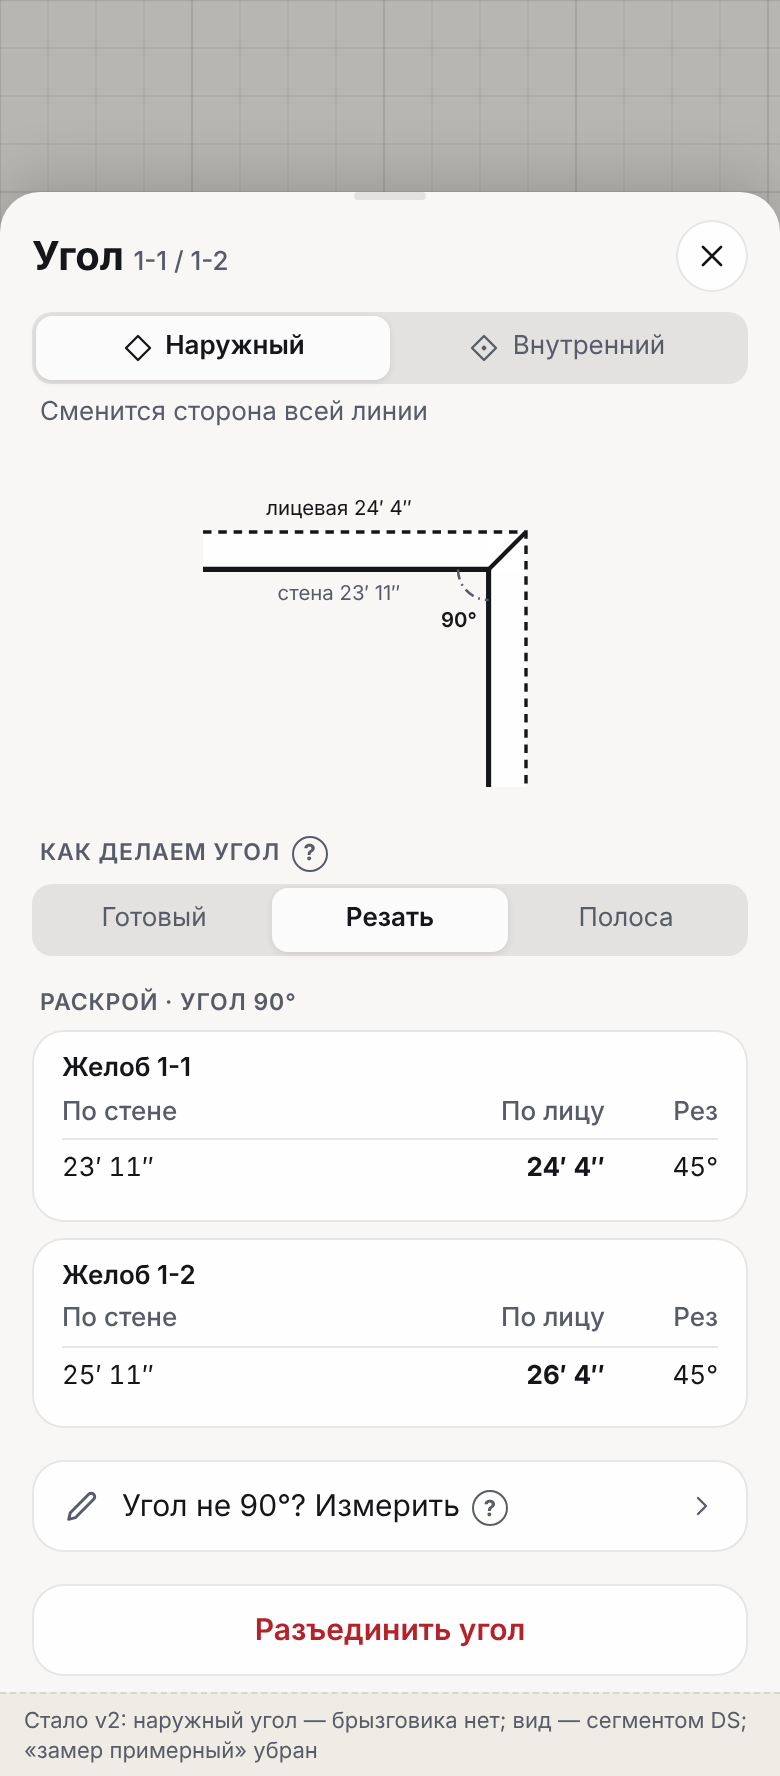 Угол 1-1 / 1-2
Наружный Внутренний
Сменится сторона всей линии
лицевая 24′ 4″
стена 23′ 11″
90°
КАК ДЕЛАЕМ УГОЛ ?
Готовый Резать Полоса
РАСКРОЙ · УГОЛ 90°
Желоб 1-1
По стене По лицу Рез
23′ 11″ 24′ 4″ 45°
Желоб 1-2
По стене По лицу Рез
25′ 11″ 26′ 4″ 45°
Угол не 90°? Измерить ?
Разъединить угол
Стало v2: наружный угол — брызговика нет; вид — сегментом DS;
«замер примерный» убран